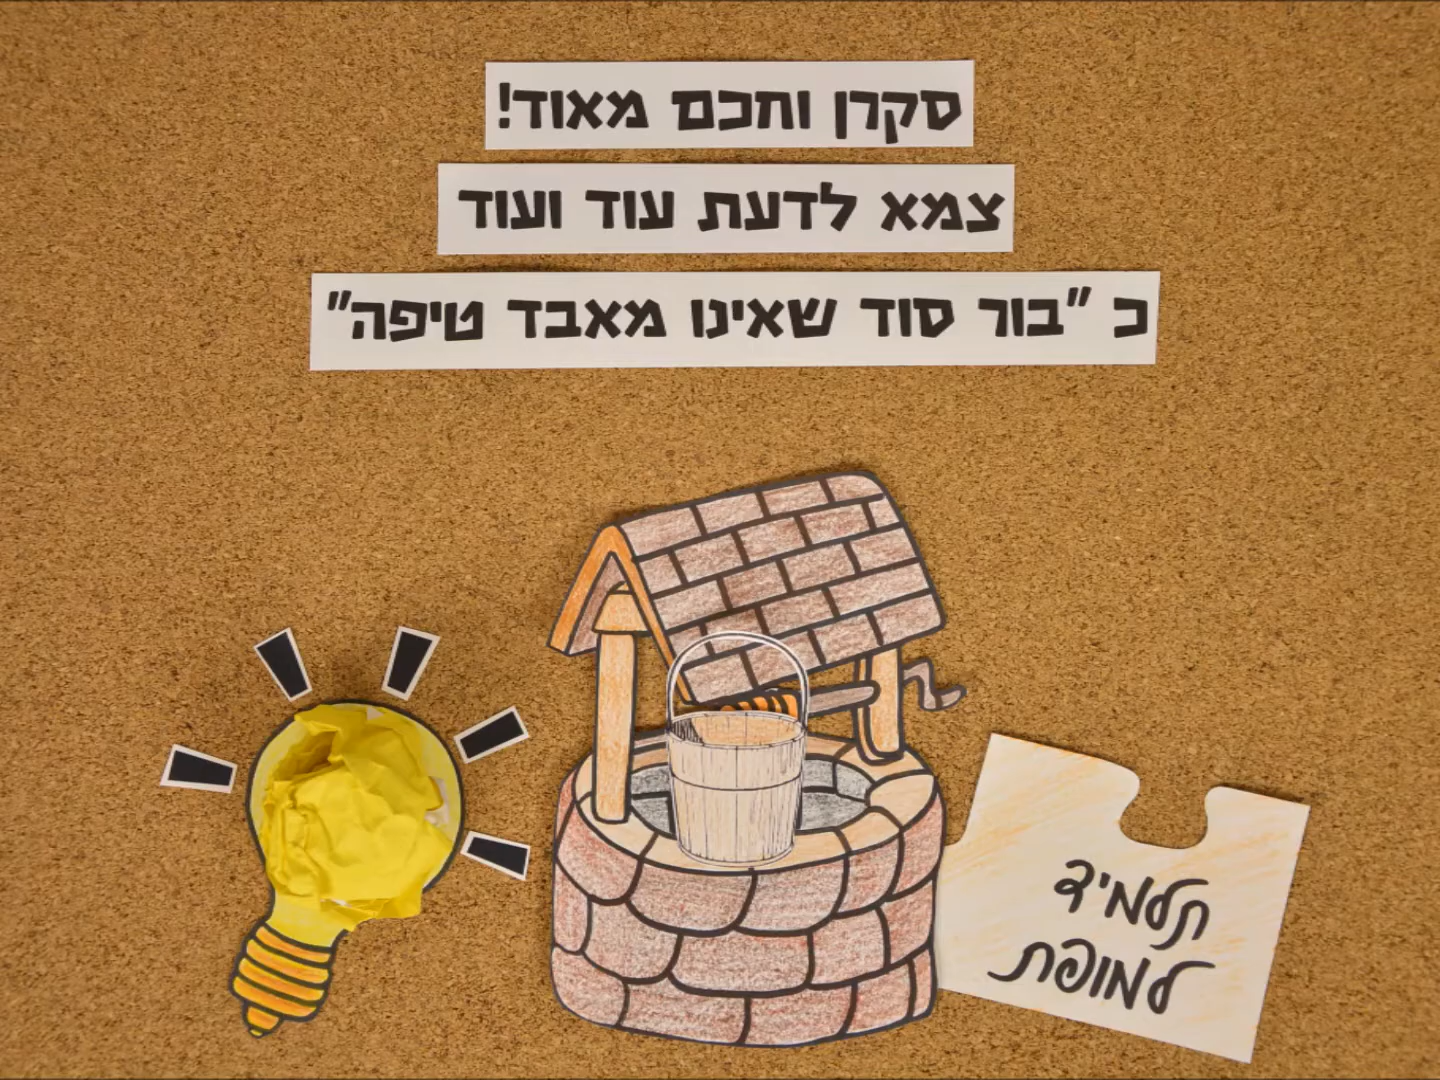 סקרן וחכם מאוד!
צמא לדעת עוד ועוד
כ "בור סוד שאינו מאבד טיפה"
תלמיד
למופת